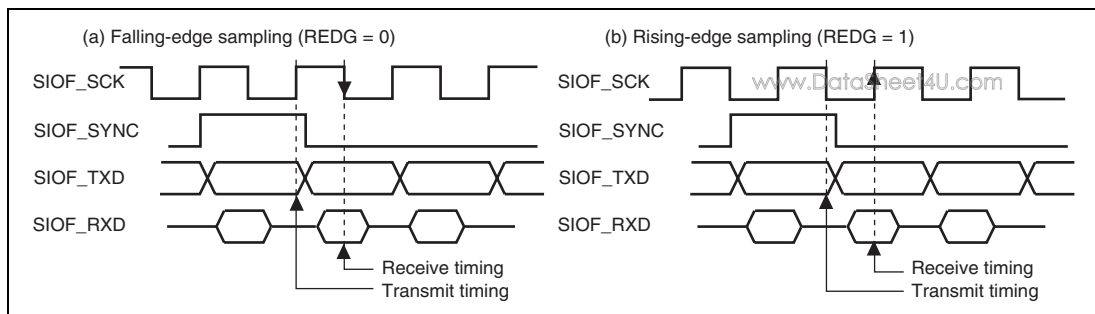 (a) Falling-edge sampling (REDG = 0)
SIOF_SCK
SIOF_SYNC
SIOF_TXD
SIOF_RXD
Receive timing
Transmit timing
(b) Rising-edge sampling (REDG = 1)
www.DataSheet4U.com
SIOF_SCK
SIOF_SYNC
SIOF_TXD
SIOF_RXD
Receive timing
Transmit timing